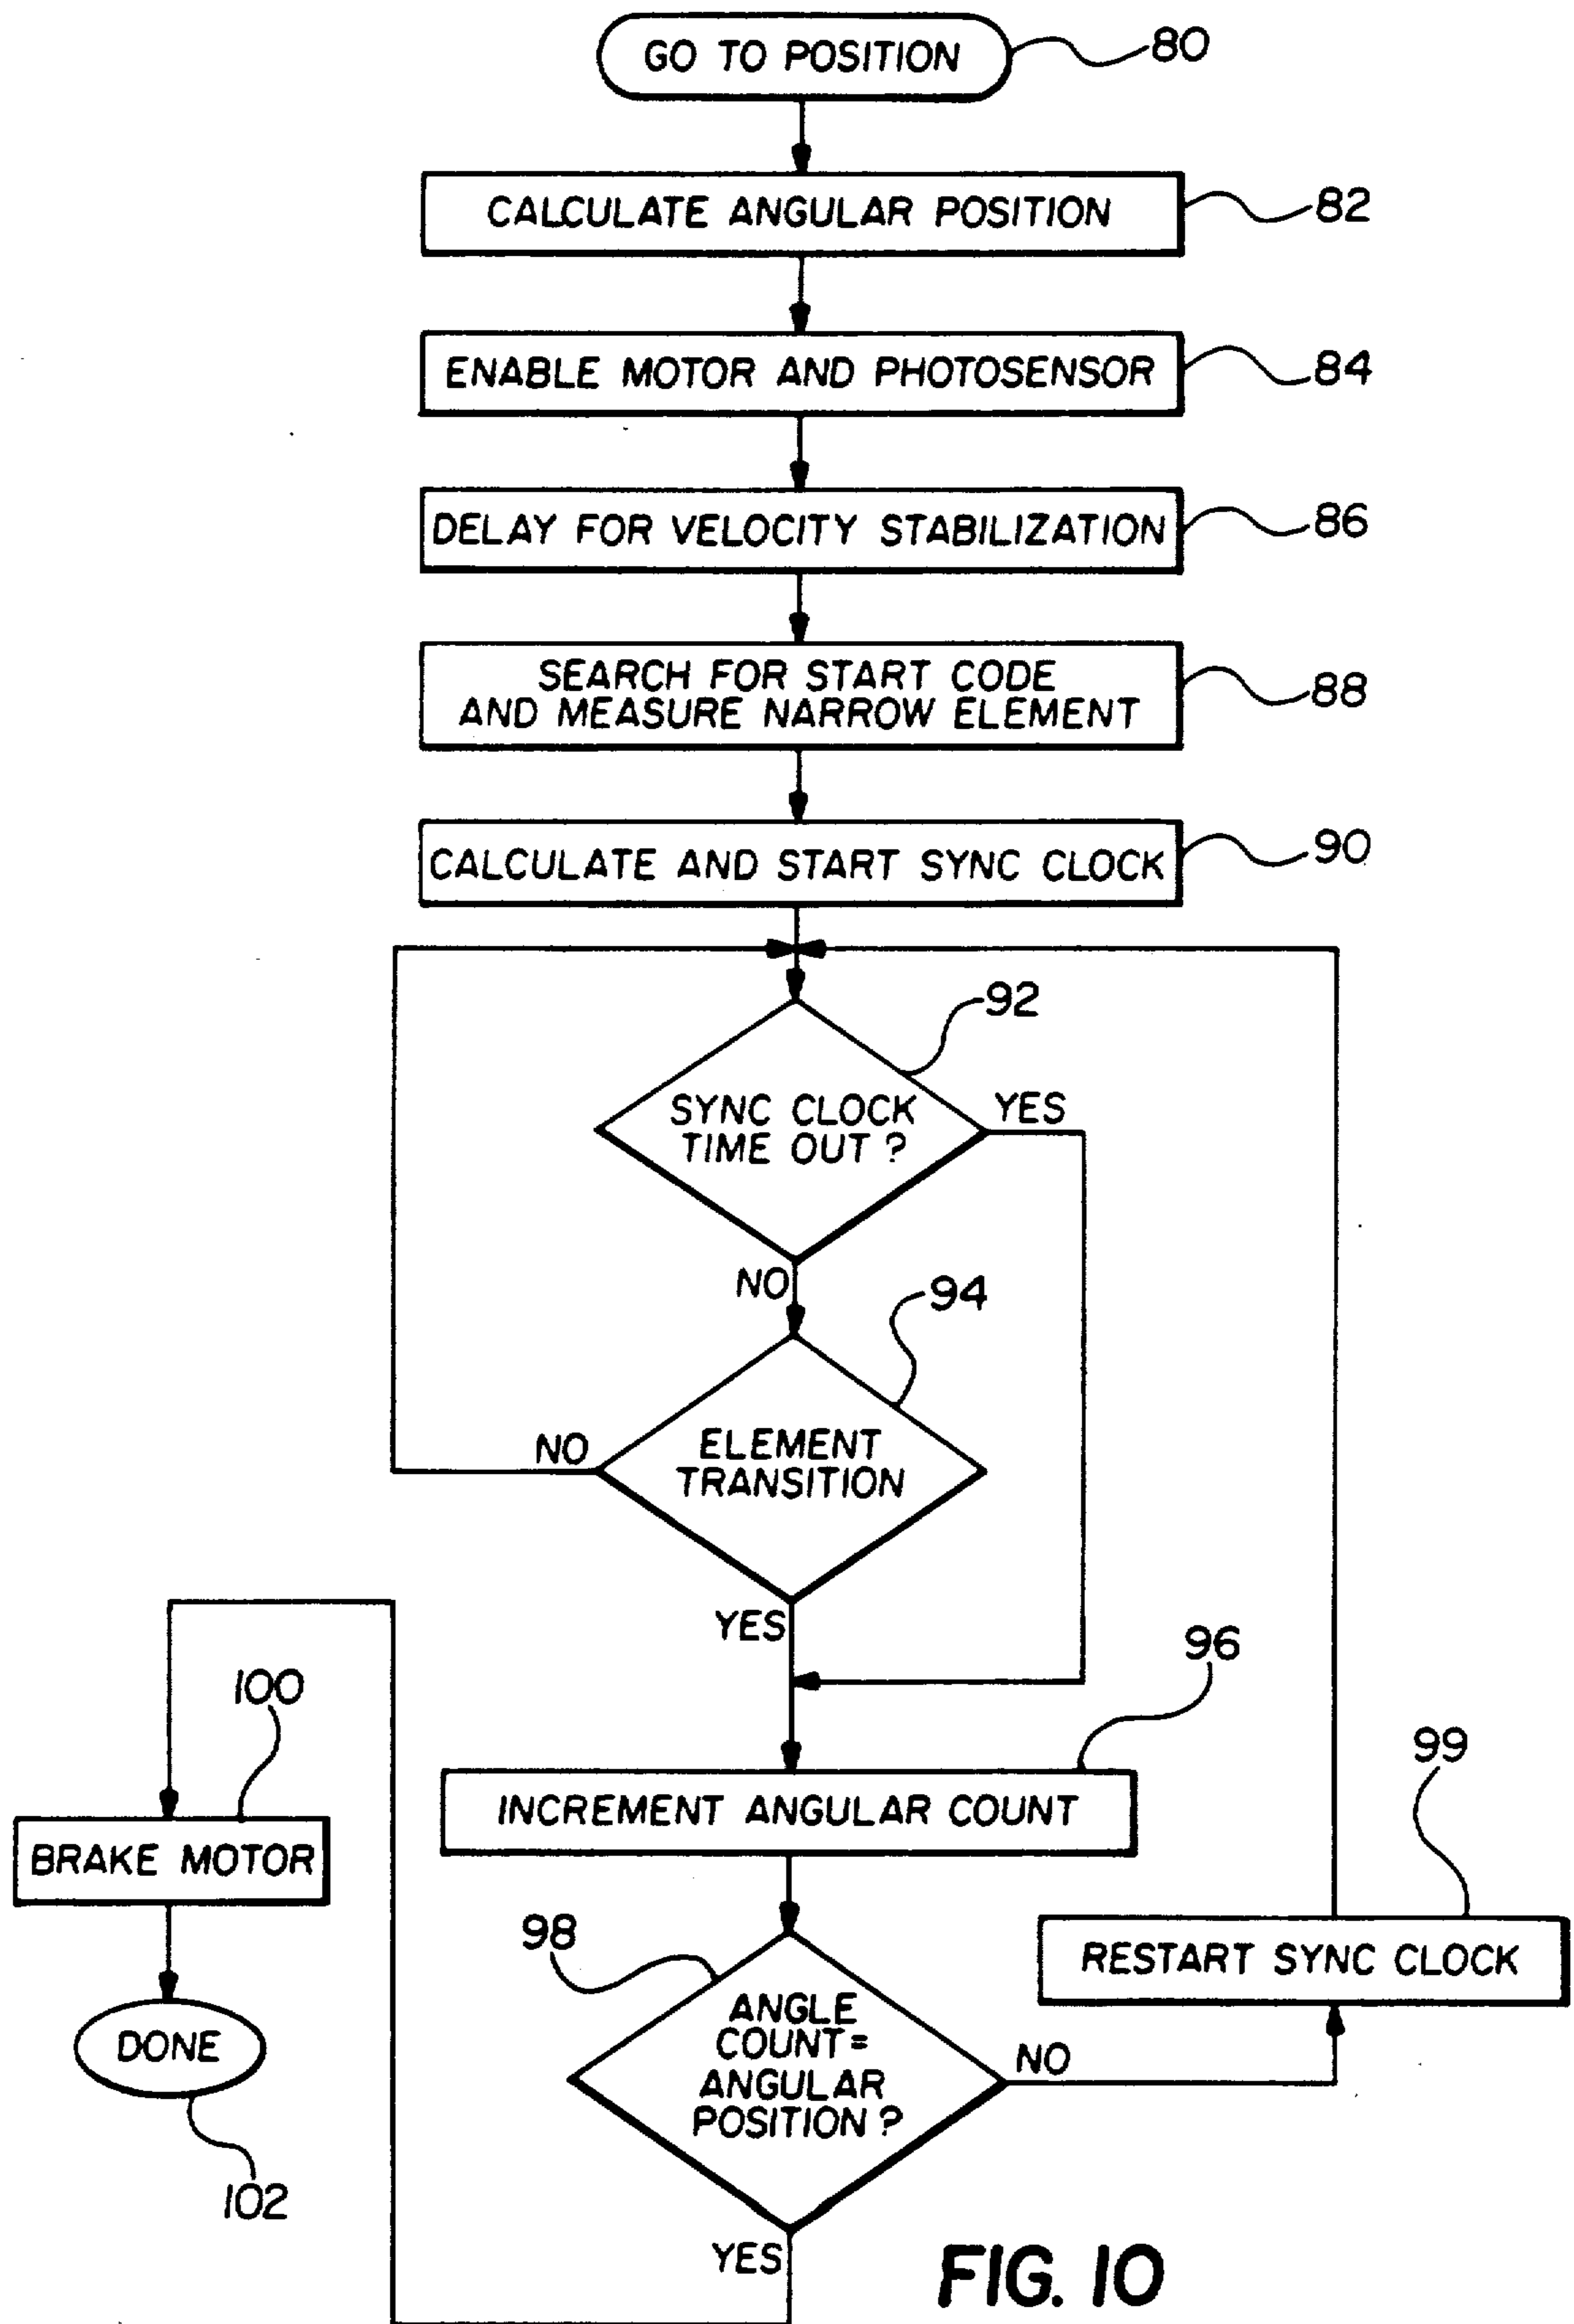 GO TO POSITION
80
CALCULATE ANGULAR POSITION
82
ENABLE MOTOR AND PHOTOSENSOR
84
DELAY FOR VELOCITY STABILIZATION
86
SEARCH FOR START CODE
AND MEASURE NARROW ELEMENT
88
CALCULATE AND START SYNC CLOCK
90
92
SYNC CLOCK
TIME OUT ?
YES
NO
94
ELEMENT
TRANSITION
NO
YES
96
INCREMENT ANGULAR COUNT
98
ANGLE
COUNT =
ANGULAR
POSITION ?
NO
99
RESTART SYNC CLOCK
YES
100
BRAKE MOTOR
DONE
102
FIG. 10